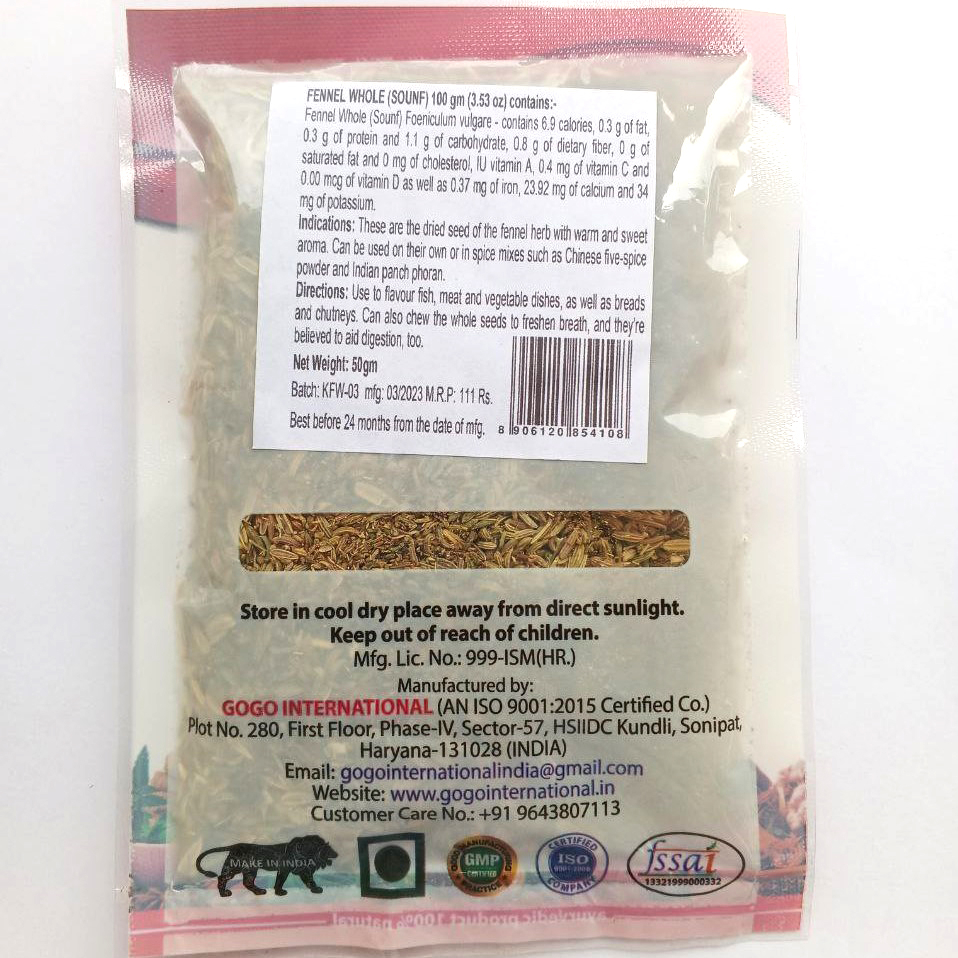 FENNEL WHOLE (SOUNF) 100 gm (3.53 oz) contains:-
Fennel Whole (Sounf) Foeniculum vulgare - contains 6.9 calories, 0.3 g of fat,
0.3 g of protein and 1.1 g of carbohydrate, 0.8 g of dietary fiber, 0 g of
saturated fat and 0 mg of cholesterol, IU vitamin A, 0.4 mg of vitamin C and
0.00 mcg of vitamin D as well as 0.37 mg of iron, 23.92 mg of calcium and 34
mg of potassium.
Indications: These are the dried seed of the fennel herb with warm and sweet
aroma. Can be used on their own or in spice mixes such as Chinese five-spice
powder and Indian panch phoran.
Directions: Use to flavour fish, meat and vegetable dishes, as well as breads
and chutneys. Can also chew the whole seeds to freshen breath, and they're
believed to aid digestion, too.
Net Weight: 50gm
Batch: KFW-03 mfg: 03/2023 M.R.P: 111 Rs.
Best before 24 months from the date of mfg.
8 906120 854108
Store in cool dry place away from direct sunlight.
Keep out of reach of children.
Mfg. Lic. No.: 999-ISM(HR.)
Manufactured by:
GOGO INTERNATIONAL (AN ISO 9001:2015 Certified Co.)
Plot No. 280, First Floor, Phase-IV, Sector-57, HSIIDC Kundli, Sonipat,
Haryana-131028 (INDIA)
Email: gogointernationalindia@gmail.com
Website: www.gogointernational.in
Customer Care No.: +91 9643807113
MAKE IN INDIA
GMP
CERTIFIED
PRACTICE
CERTIFIED
ISO
COMPANY
fssai
13321999000332
ayurvedic product 100% natural